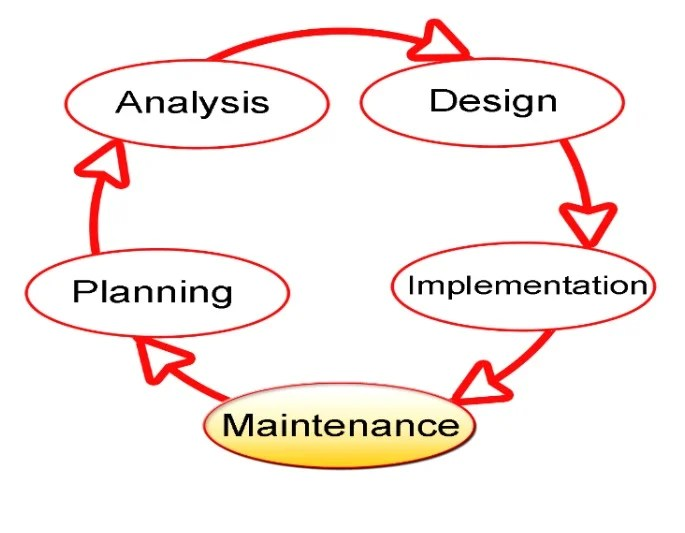 Analysis
Design
Planning
Implementation
Maintenance